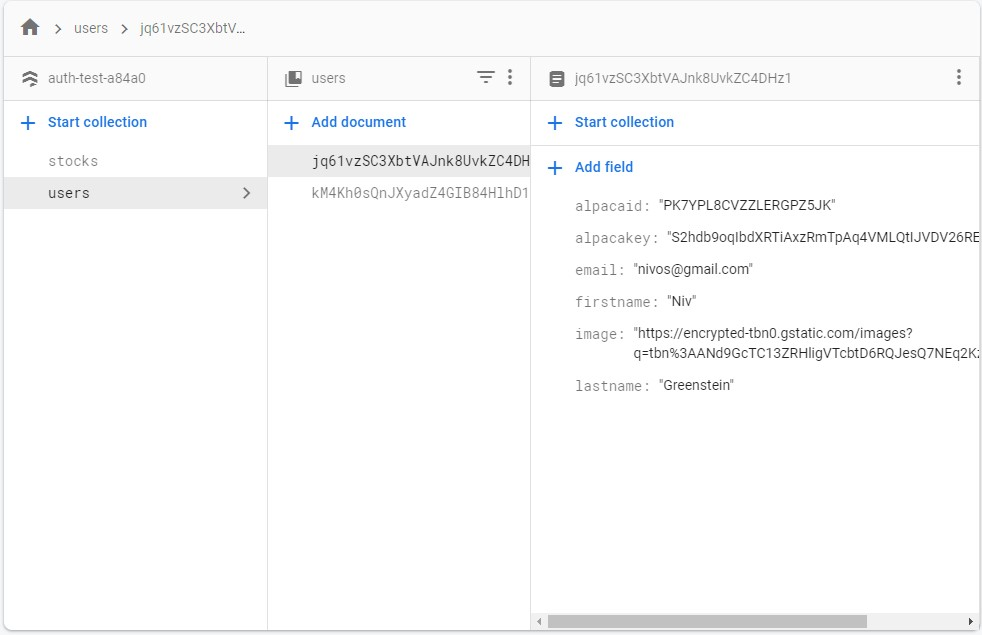 users
jq61vzSC3XbtV...
auth-test-a84a0
users
jq61vzSC3XbtVAJnk8UvkZC4DHz1
Start collection
Add document
Start collection
stocks
users
jq61vzSC3XbtVAJnk8UvkZC4DH
kM4Kh0sQnJXyadZ4GIB84HlhD1
Add field
alpacaid: "PK7YPL8CVZZLERGPZ5JK"
alpacakey: "S2hdb9oqIbdXRTiAxzRmTpAq4VMLQtIJVDV26RE
email: "nivos@gmail.com"
firstname: "Niv"
image: "https://encrypted-tbn0.gstatic.com/images?
q=tbn%3AANd9GcTC13ZRHligVTcbtD6RQJesQ7NEq2Kz
lastname: "Greenstein"